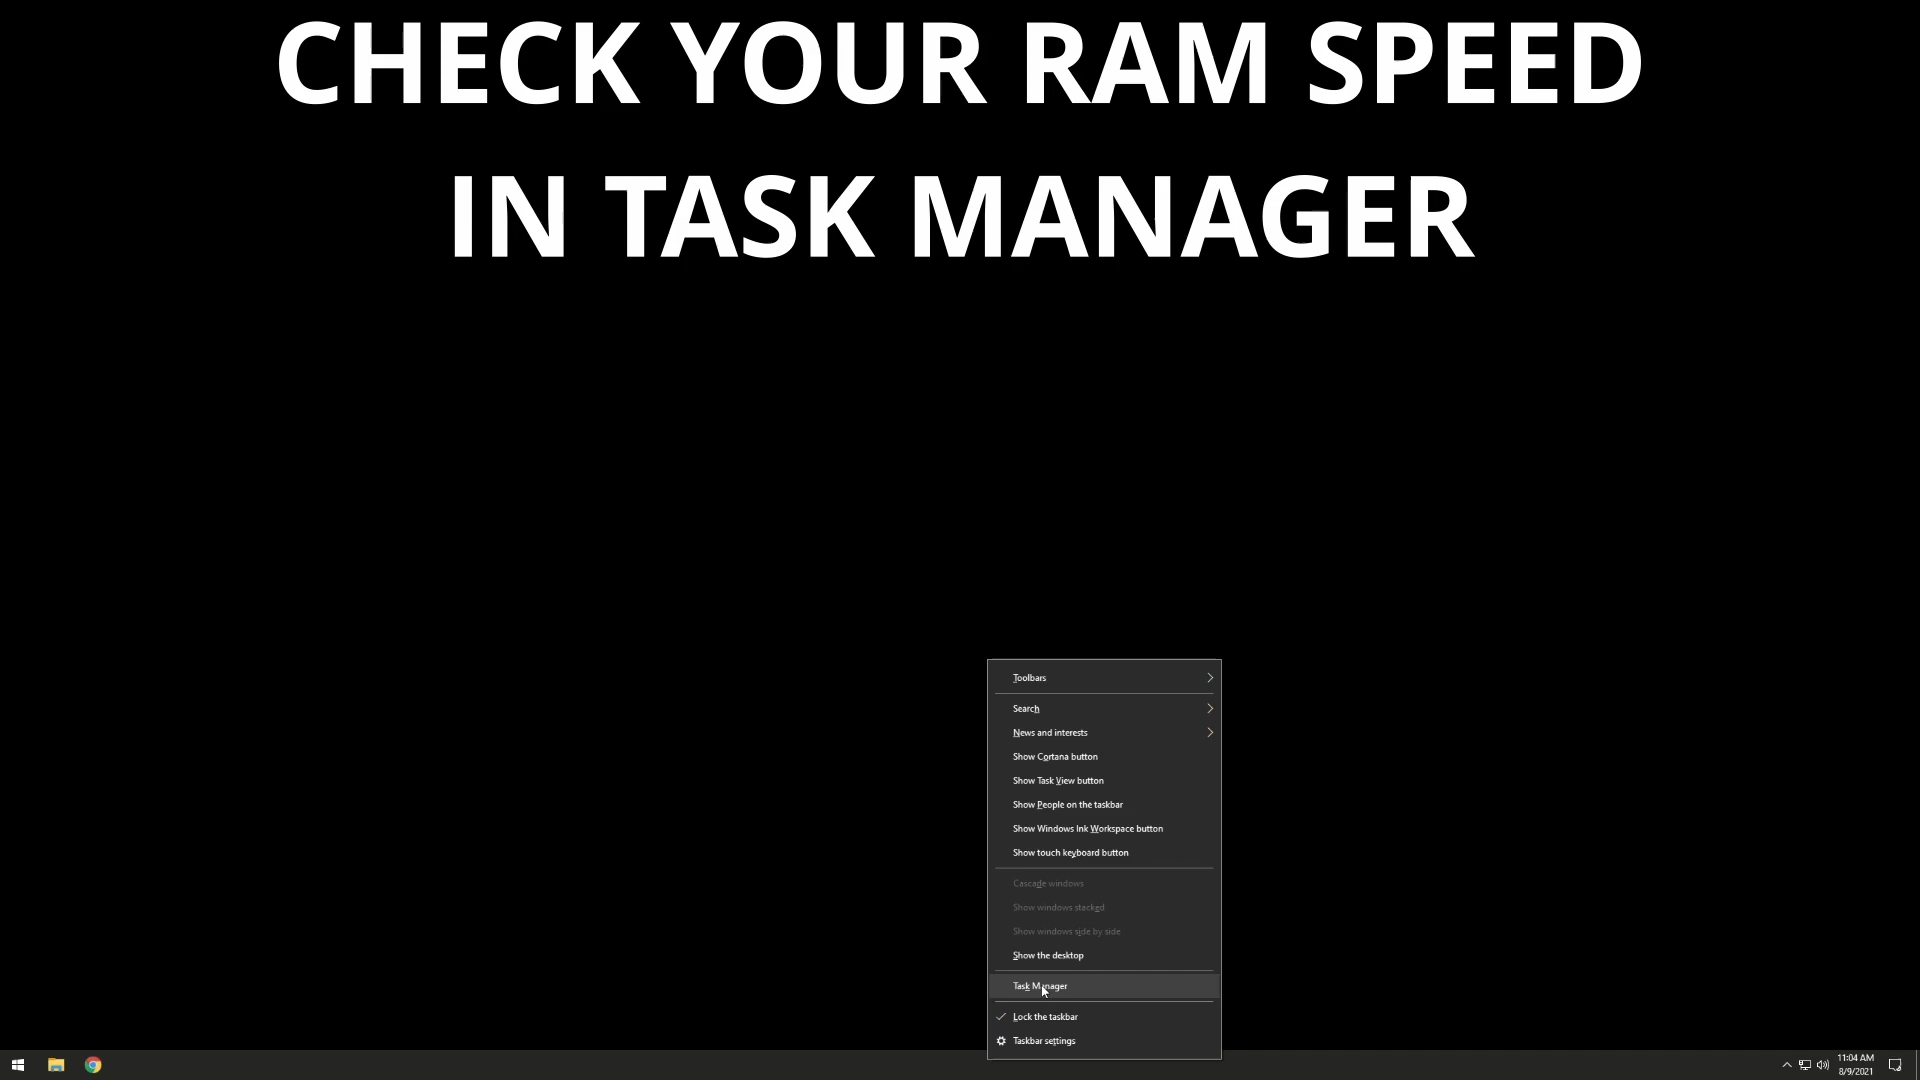 CHECK YOUR RAM SPEED
IN TASK MANAGER
Toolbars
Search
News and interests
Show Cortana button
Show Task View button
Show People on the taskbar
Show Windows Ink Workspace button
Show touch keyboard button
Cascade windows
Show windows stacked
Show windows side by side
Show the desktop
Task Manager
Lock the taskbar
Taskbar settings
11:04 AM
8/9/2021